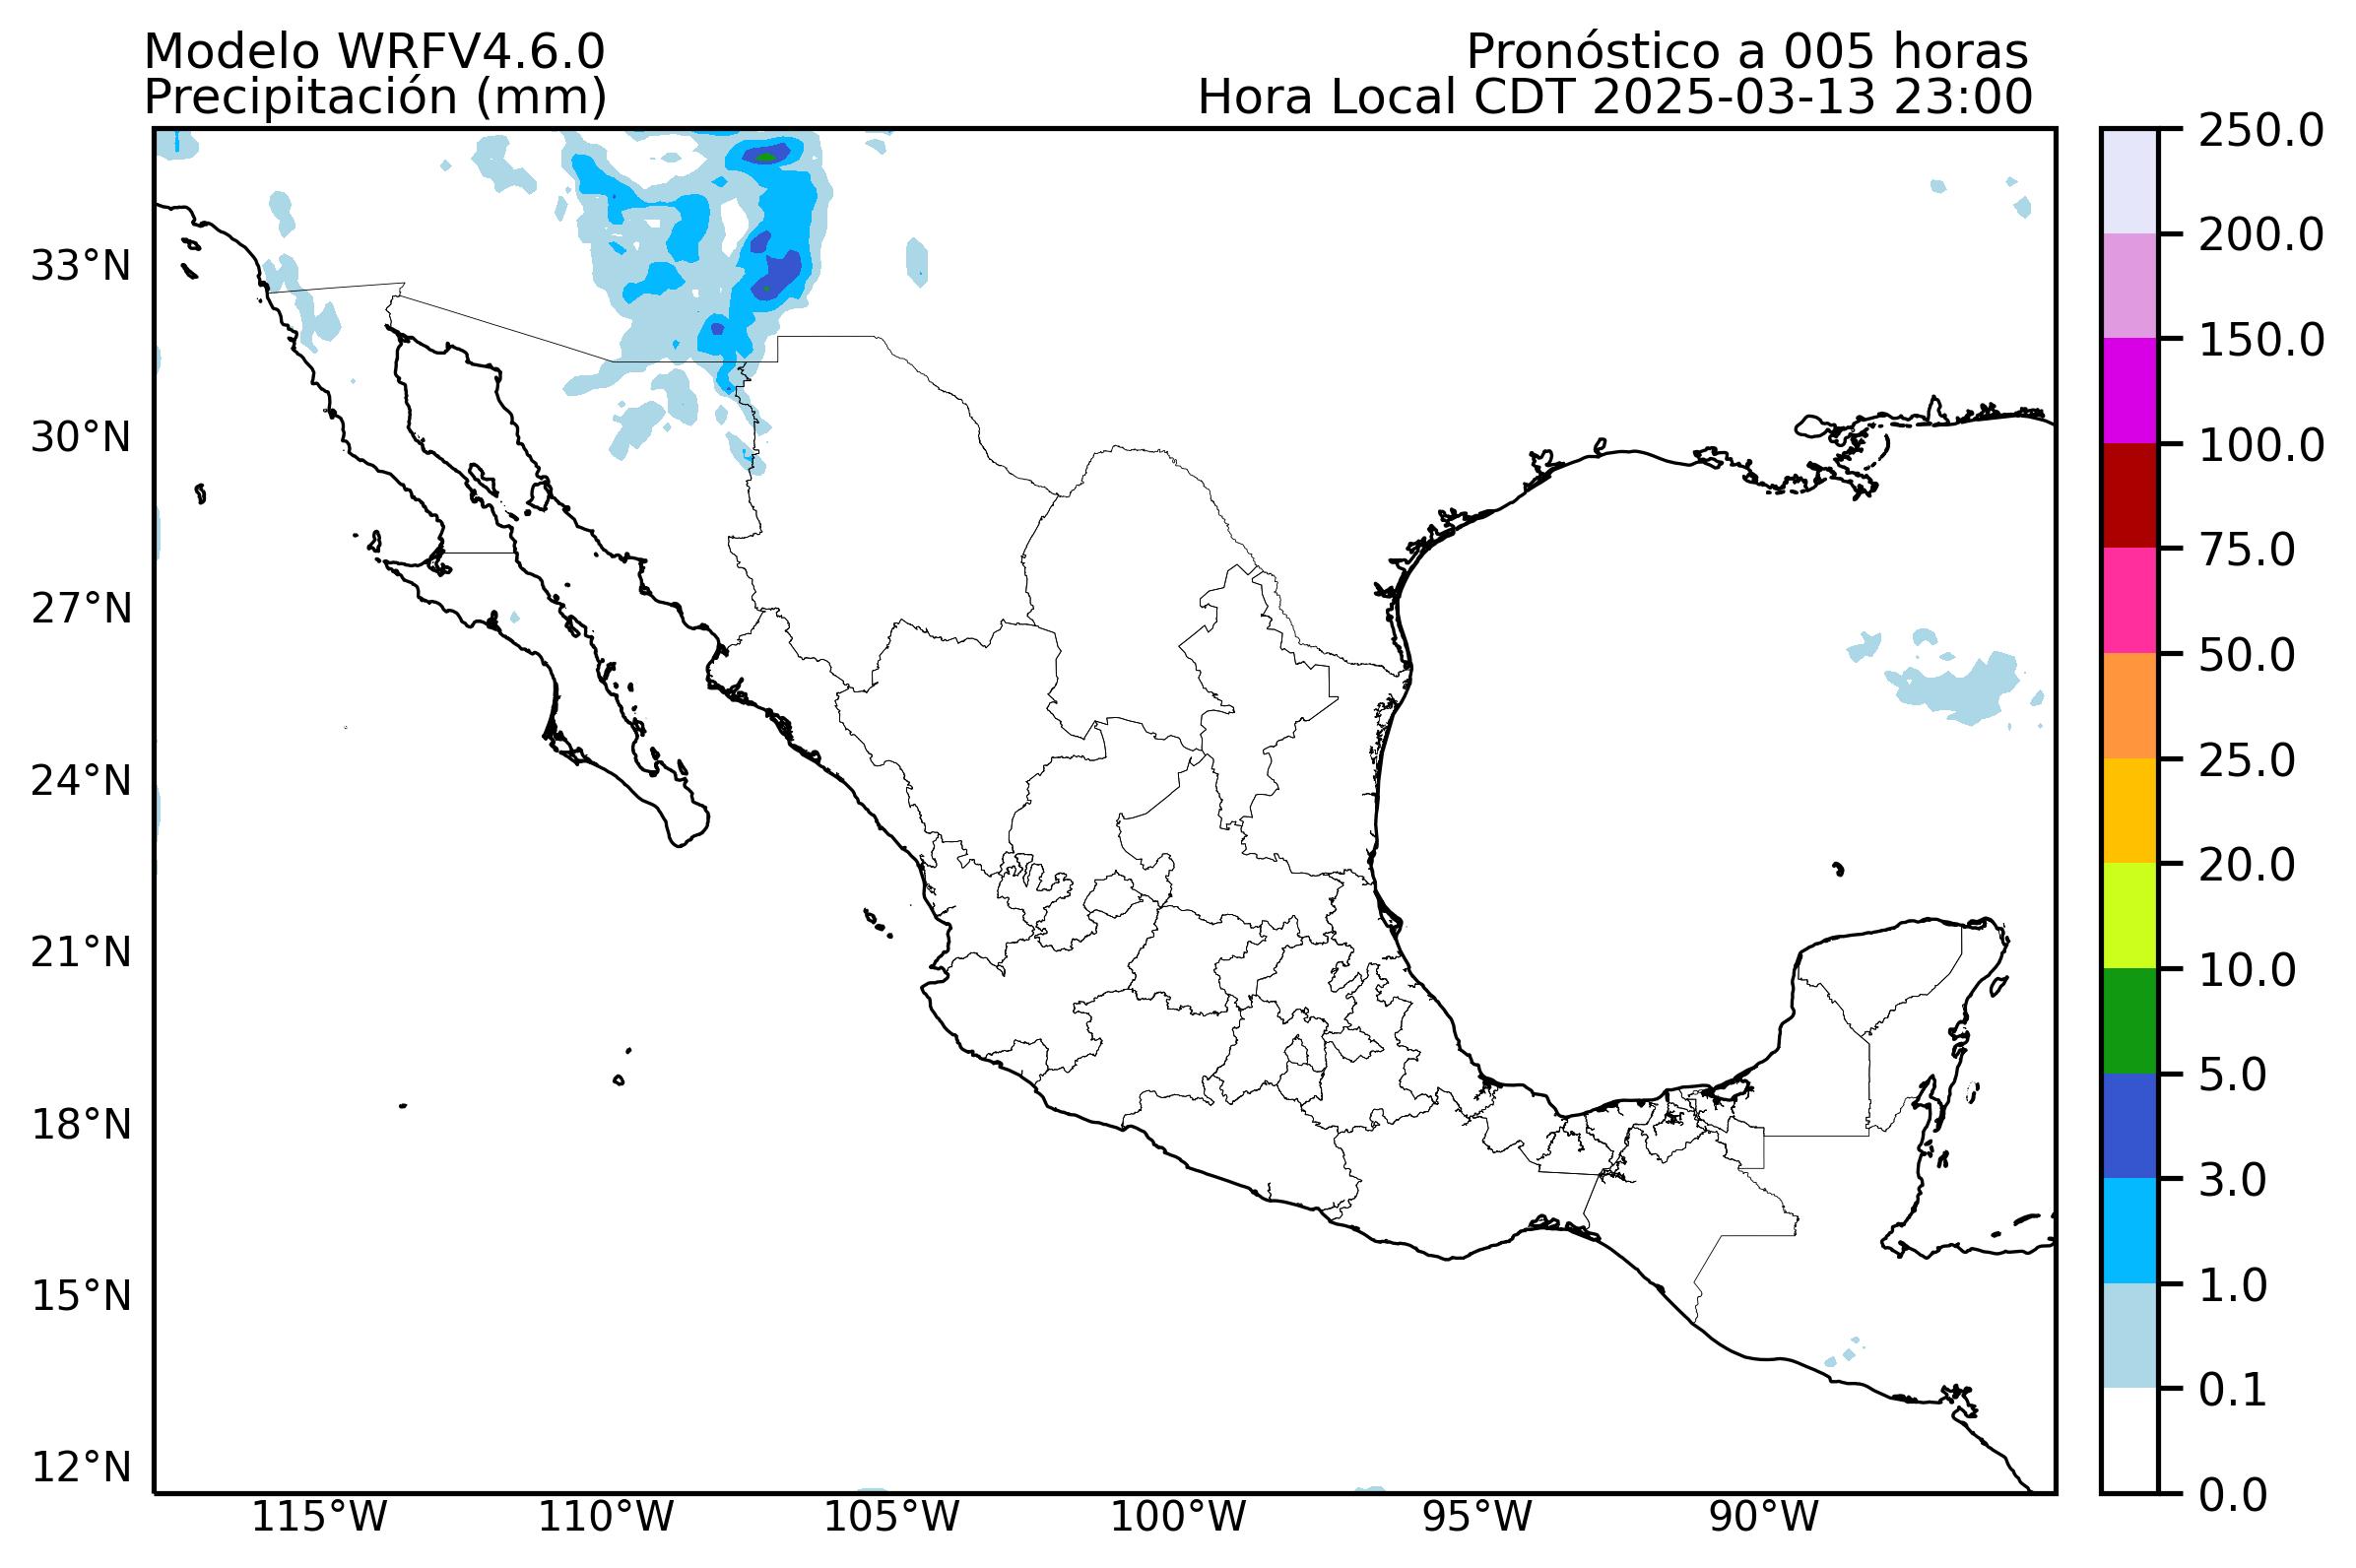 Modelo WRFV4.6.0
Precipitación (mm)
Pronóstico a 005 horas
Hora Local CDT 2025-03-13 23:00
33°N
30°N
27°N
24°N
21°N
18°N
15°N
12°N
115°W
110°W
105°W
100°W
95°W
90°W
250.0
200.0
150.0
100.0
75.0
50.0
25.0
20.0
10.0
5.0
3.0
1.0
0.1
0.0